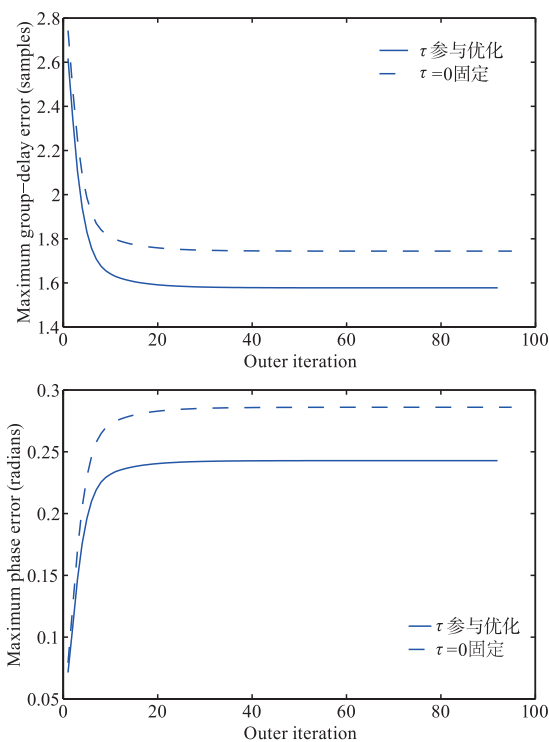 2.8
2.6
2.4
2.2
2
1.8
1.6
1.4
Maximum group-delay error (samples)
τ 参与优化
τ =0固定
0 20 40 60 80 100
Outer iteration
0.3
0.25
0.2
0.15
0.1
0.05
Maximum phase error (radians)
τ 参与优化
τ =0固定
0 20 40 60 80 100
Outer iteration